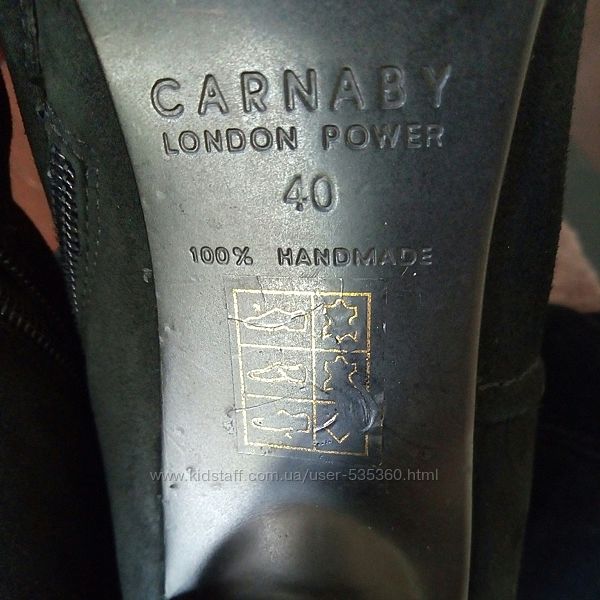 CARNABY
LONDON POWER
40
100% HANDMADE
www.kidstaff.com.ua/user-535360.html